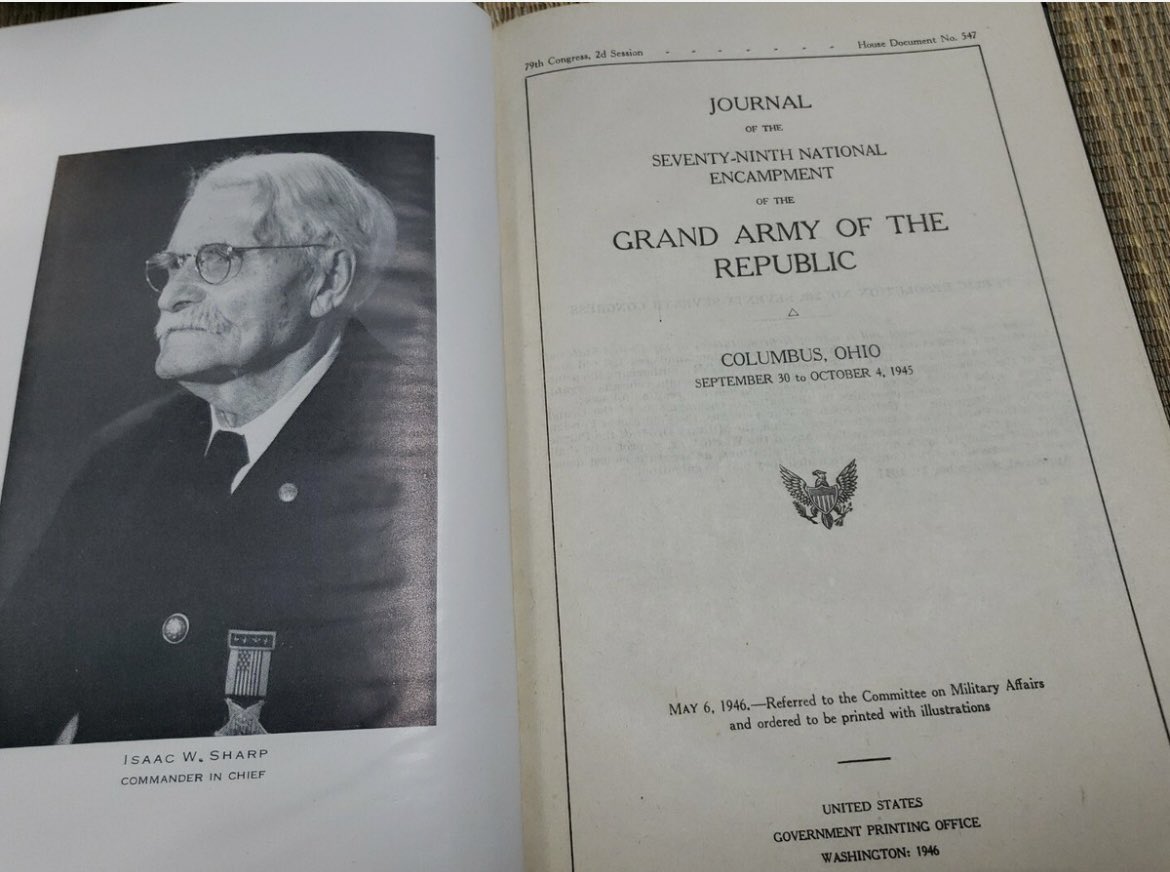 ISAAC W. SHARP
COMMANDER IN CHIEF
79th Congress, 2d Session - - - - - - - House Document No. 547
JOURNAL
OF THE
SEVENTY-NINTH NATIONAL
ENCAMPMENT
OF THE
GRAND ARMY OF THE
REPUBLIC
COLUMBUS, OHIO
SEPTEMBER 30 to OCTOBER 4, 1945
MAY 6, 1946.—Referred to the Committee on Military Affairs
and ordered to be printed with illustrations
UNITED STATES
GOVERNMENT PRINTING OFFICE
WASHINGTON: 1946